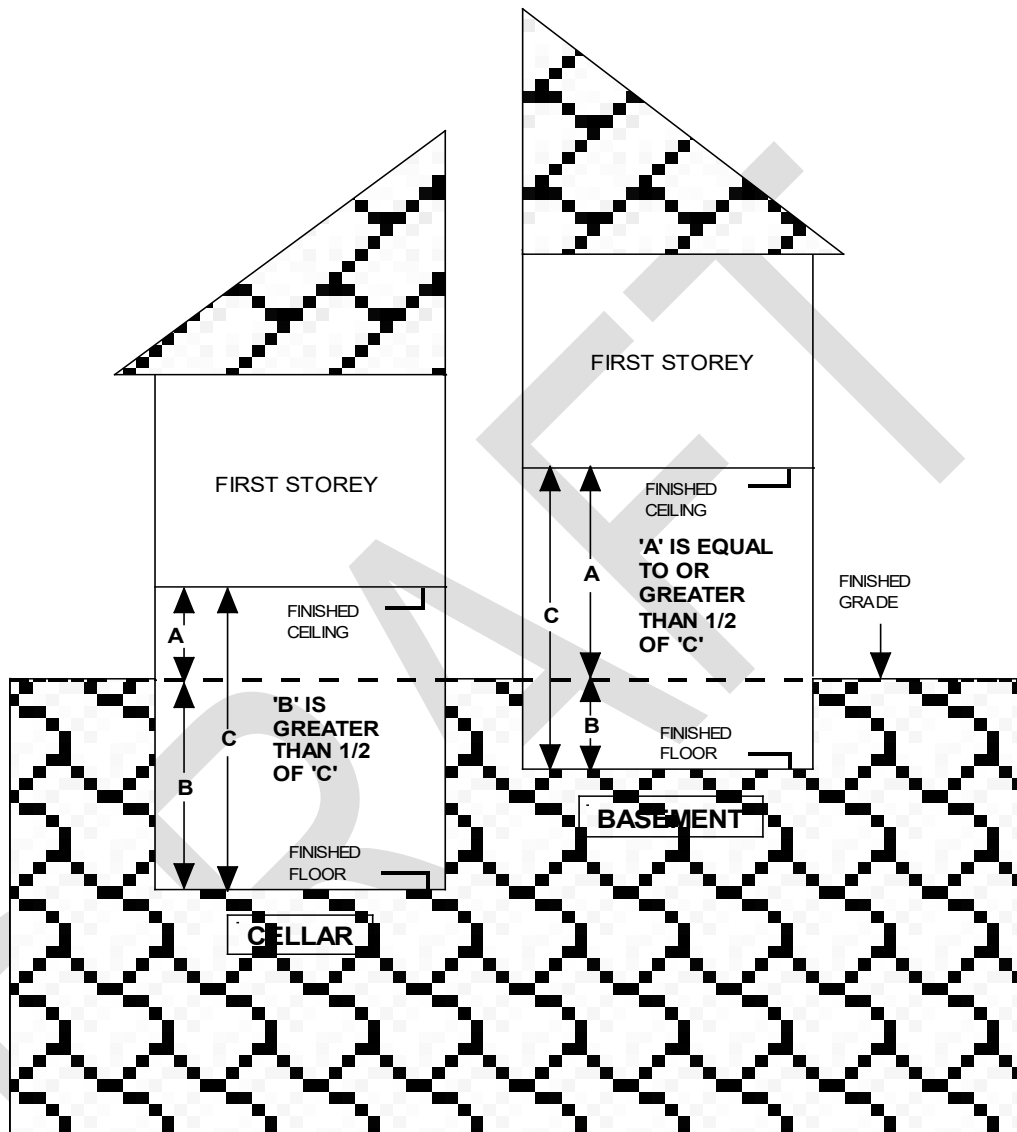 FIRST STOREY
FINISHED
CEILING
'A' IS EQUAL
TO OR
GREATER
THAN 1/2
OF 'C'
A
C
B
FINISHED
FLOOR
BASEMENT
FINISHED
GRADE
FIRST STOREY
FINISHED
CEILING
A
'B' IS
GREATER
THAN 1/2
OF 'C'
C
B
FINISHED
FLOOR
CELLAR
DRAFT